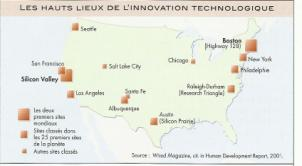 LES HAUTS LIEUX DE L'INNOVATION TECHNOLOGIQUE
Seattle
Boston
(Highway 128)
San Francisco
Salt Lake City
Chicago
New York
Silicon Valley
Philadelphie
Los Angeles
Santa Fe
Raleigh-Durham
(Research Triangle)
Albuquerque
Austin
(Silicon Prairie)
Les deux
premiers sites
mondiaux
Sites classés dans
les 25 premiers sites
de la planète
Autres sites classés
Source : Wired Magazine, cit. in Human Development Report, 2001.